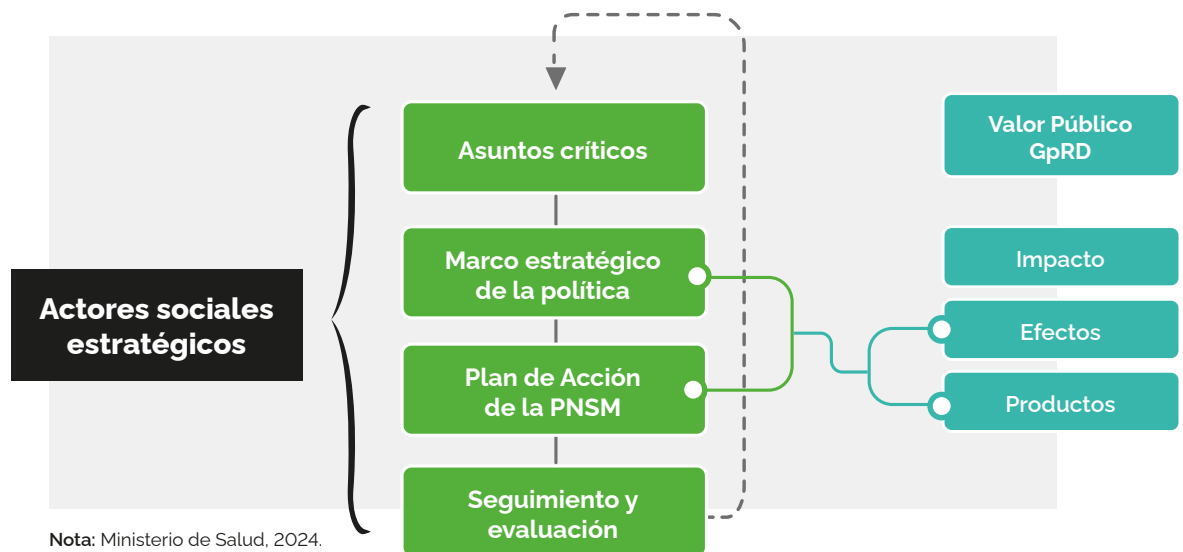 Asuntos críticos
Marco estratégico
de la política
Plan de Acción
de la PNSM
Seguimiento y
evaluación
Actores sociales
estratégicos
Valor Público
GpRD
Impacto
Efectos
Productos
Nota: Ministerio de Salud, 2024.